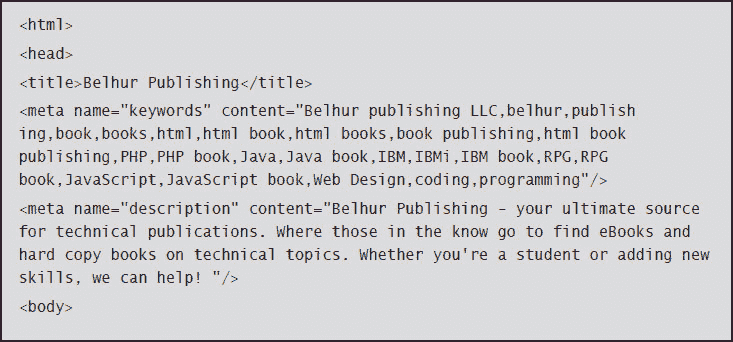 <html>
<head>
<title>Belhur Publishing</title>
<meta name="keywords" content="Belhur publishing LLC,belhur,publish
ing,book,books,html,html book,html books,book publishing,html book
publishing,PHP,PHP book,Java,Java book,IBM,IBMi,IBM book,RPG,RPG
book,JavaScript,JavaScript book,Web Design,coding,programming"/>
<meta name="description" content="Belhur Publishing - your ultimate source
for technical publications. Where those in the know go to find eBooks and
hard copy books on technical topics. Whether you're a student or adding new
skills, we can help! "/>
<body>